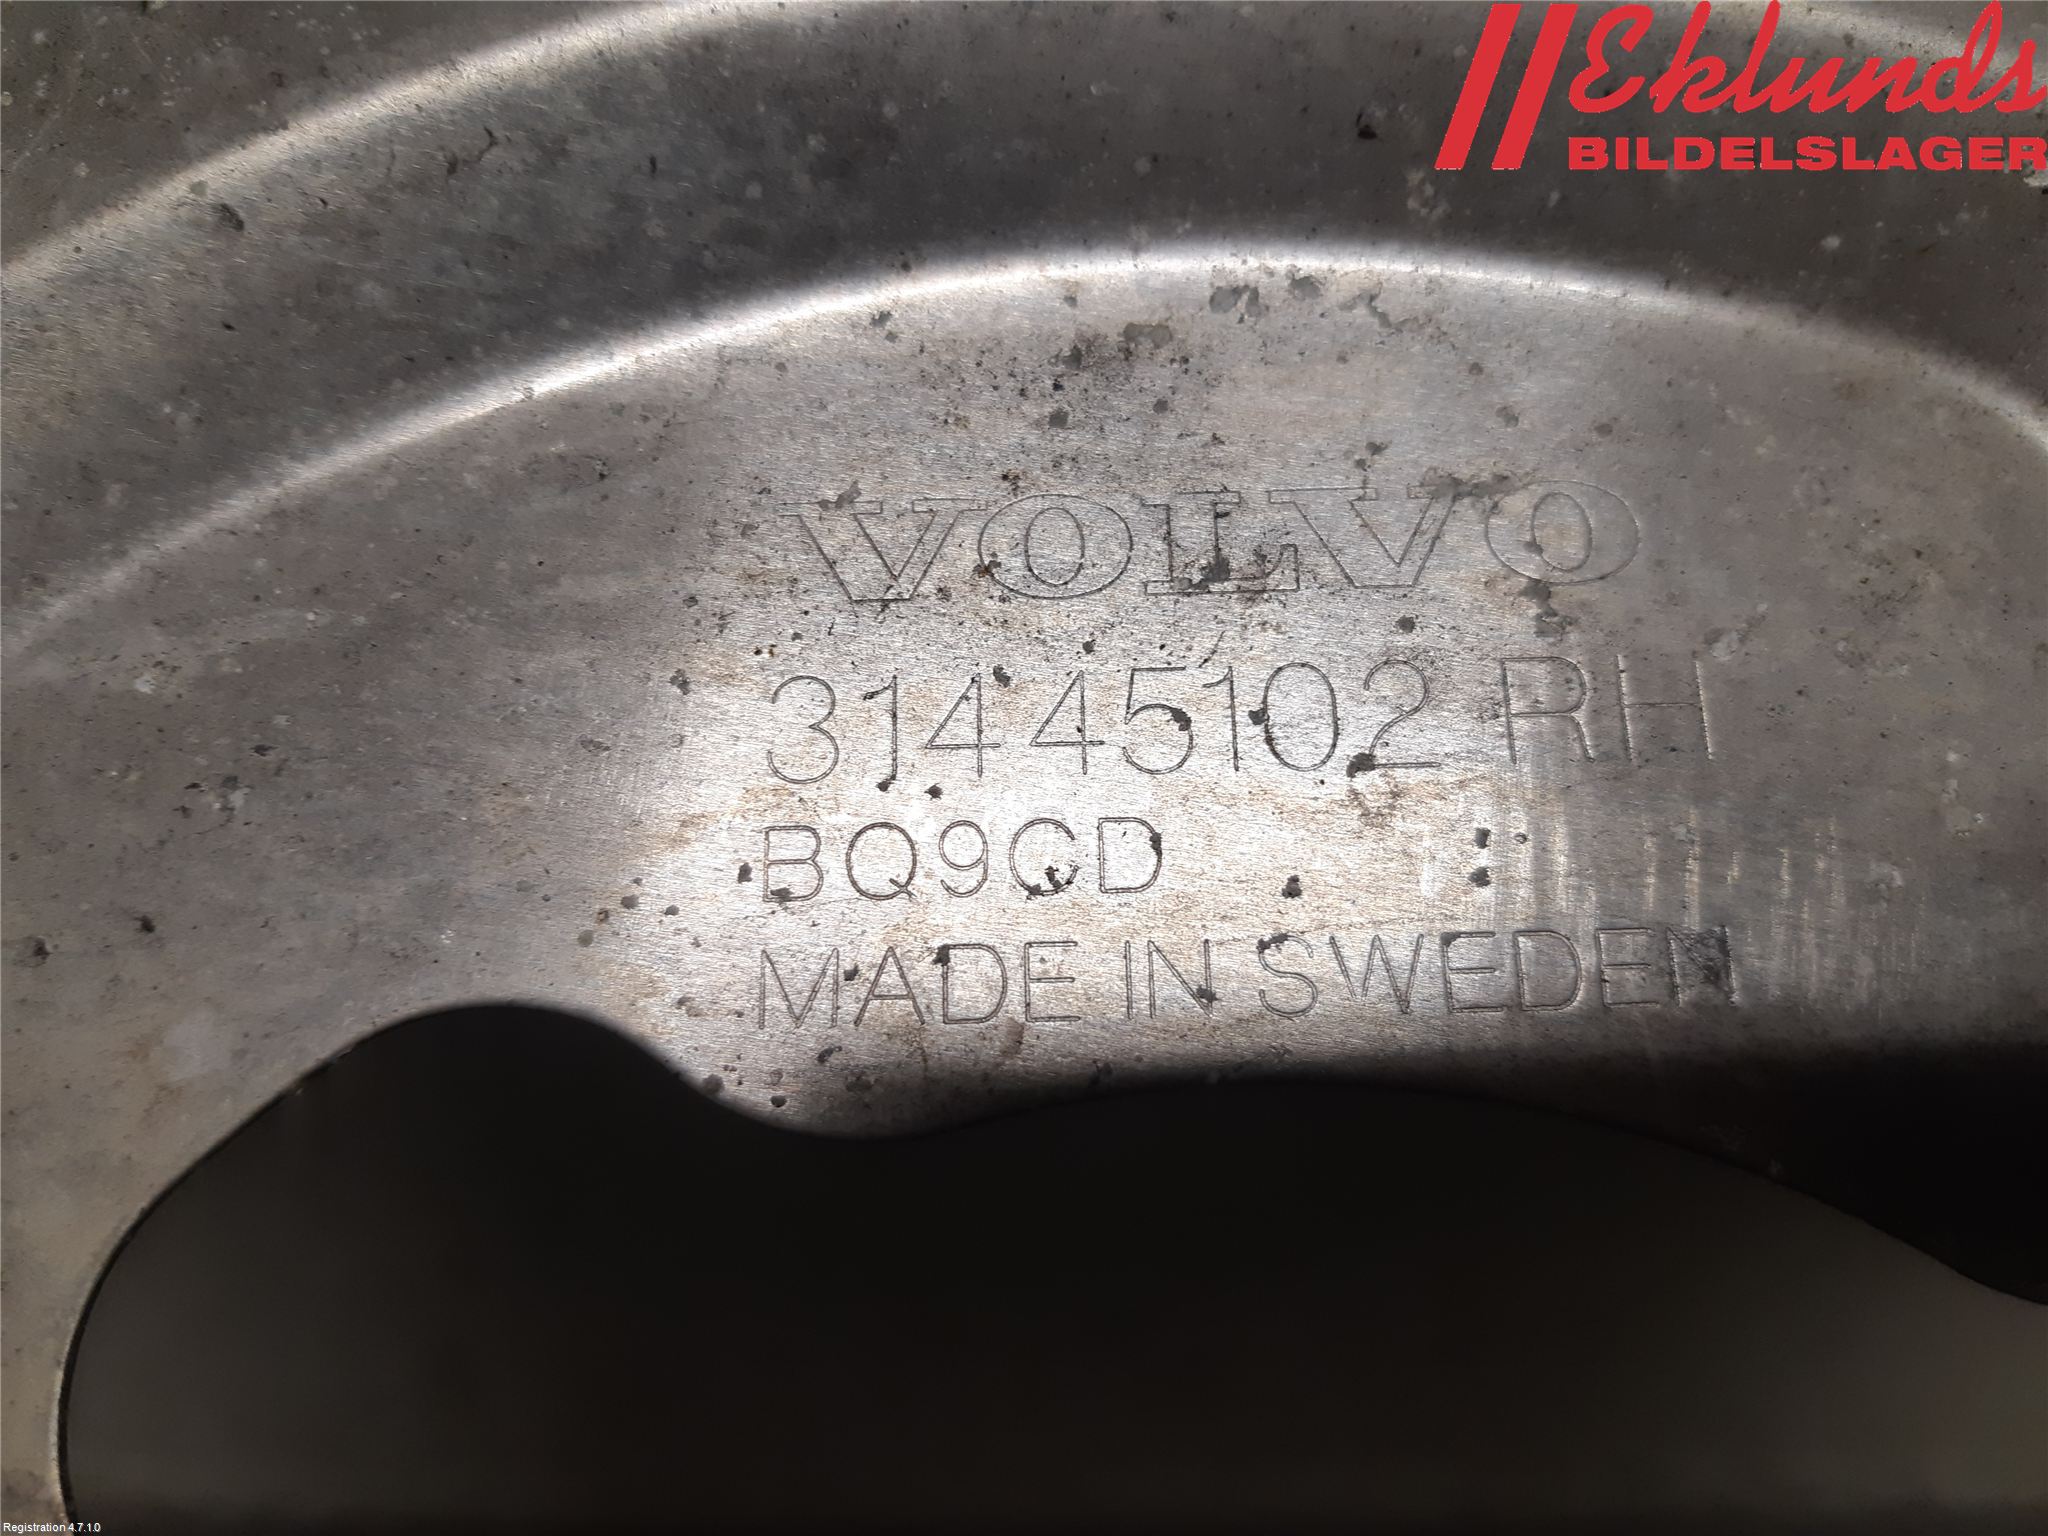 Eklunds
BILDELSLAGER
VOLVO
31445102 RH
BQ9CD
MADE IN SWEDEN
Registration 4.7.1.0